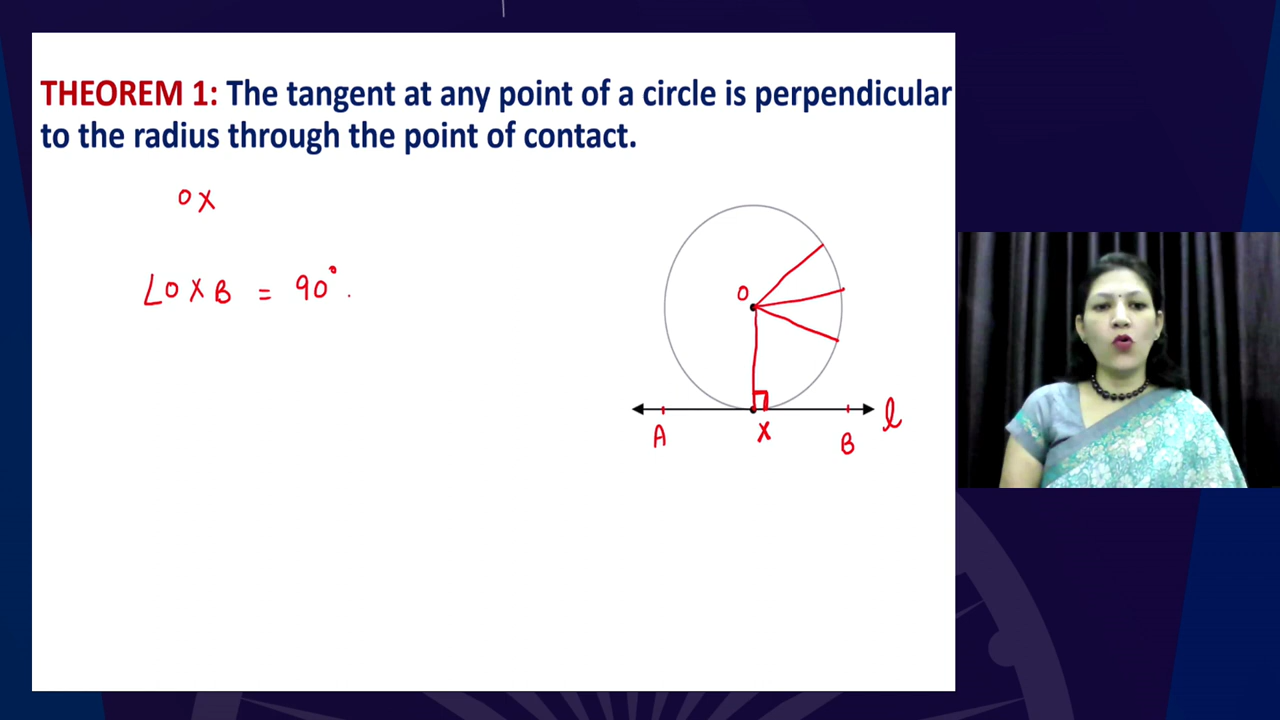 THEOREM 1: The tangent at any point of a circle is perpendicular
to the radius through the point of contact.
OX
∠OXB = 90°.
O
A
X
B
l